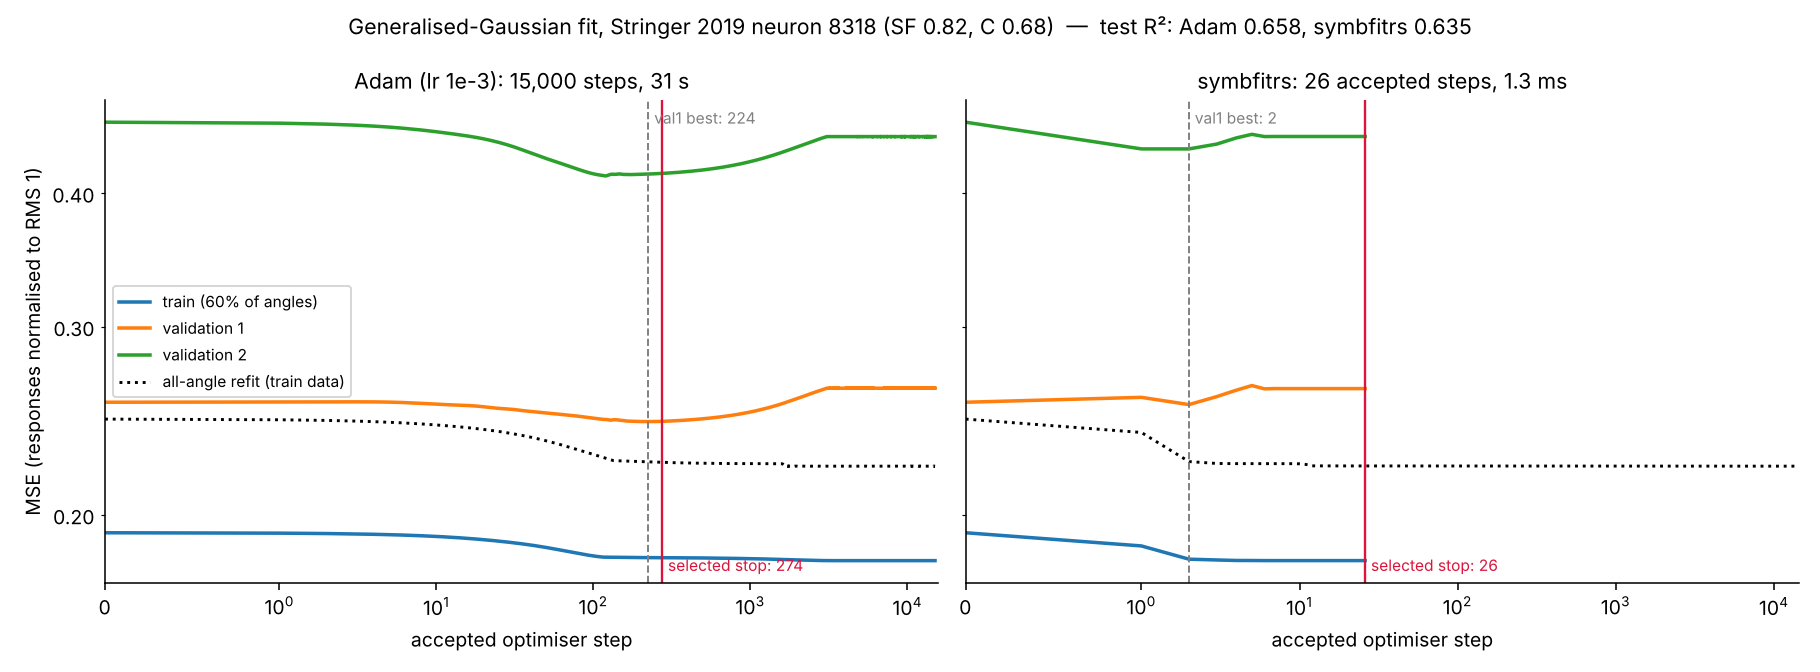 Generalised-Gaussian fit, Stringer 2019 neuron 8318 (SF 0.82, C 0.68) — test R²: Adam 0.658, symbfitrs 0.635
Adam (lr 1e-3): 15,000 steps, 31 s
symbfitrs: 26 accepted steps, 1.3 ms
val1 best: 224
val1 best: 2
MSE (responses normalised to RMS 1)
0.40
0.30
0.20
train (60% of angles)
validation 1
validation 2
all-angle refit (train data)
selected stop: 274
selected stop: 26
0 10⁰ 10¹ 10² 10³ 10⁴
0 10⁰ 10¹ 10² 10³ 10⁴
accepted optimiser step
accepted optimiser step